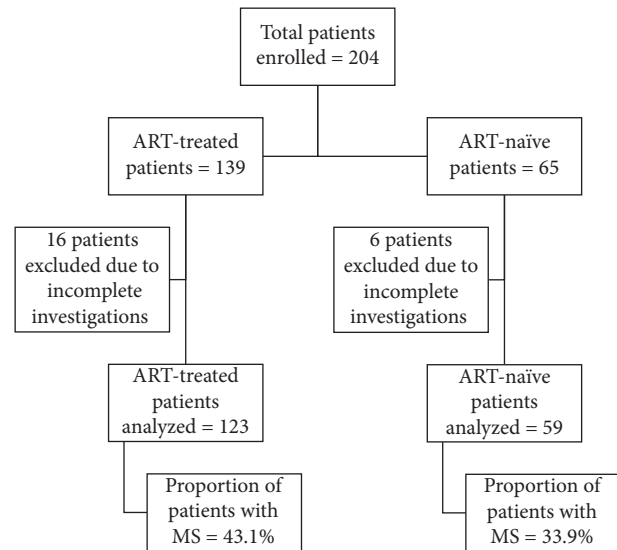 Total patients
enrolled = 204
ART-treated
patients = 139
ART-naïve
patients = 65
16 patients
excluded due to
incomplete
investigations
6 patients
excluded due to
incomplete
investigations
ART-treated
patients
analyzed = 123
ART-naïve
patients
analyzed = 59
Proportion of
patients with
MS = 43.1%
Proportion of
patients with
MS = 33.9%